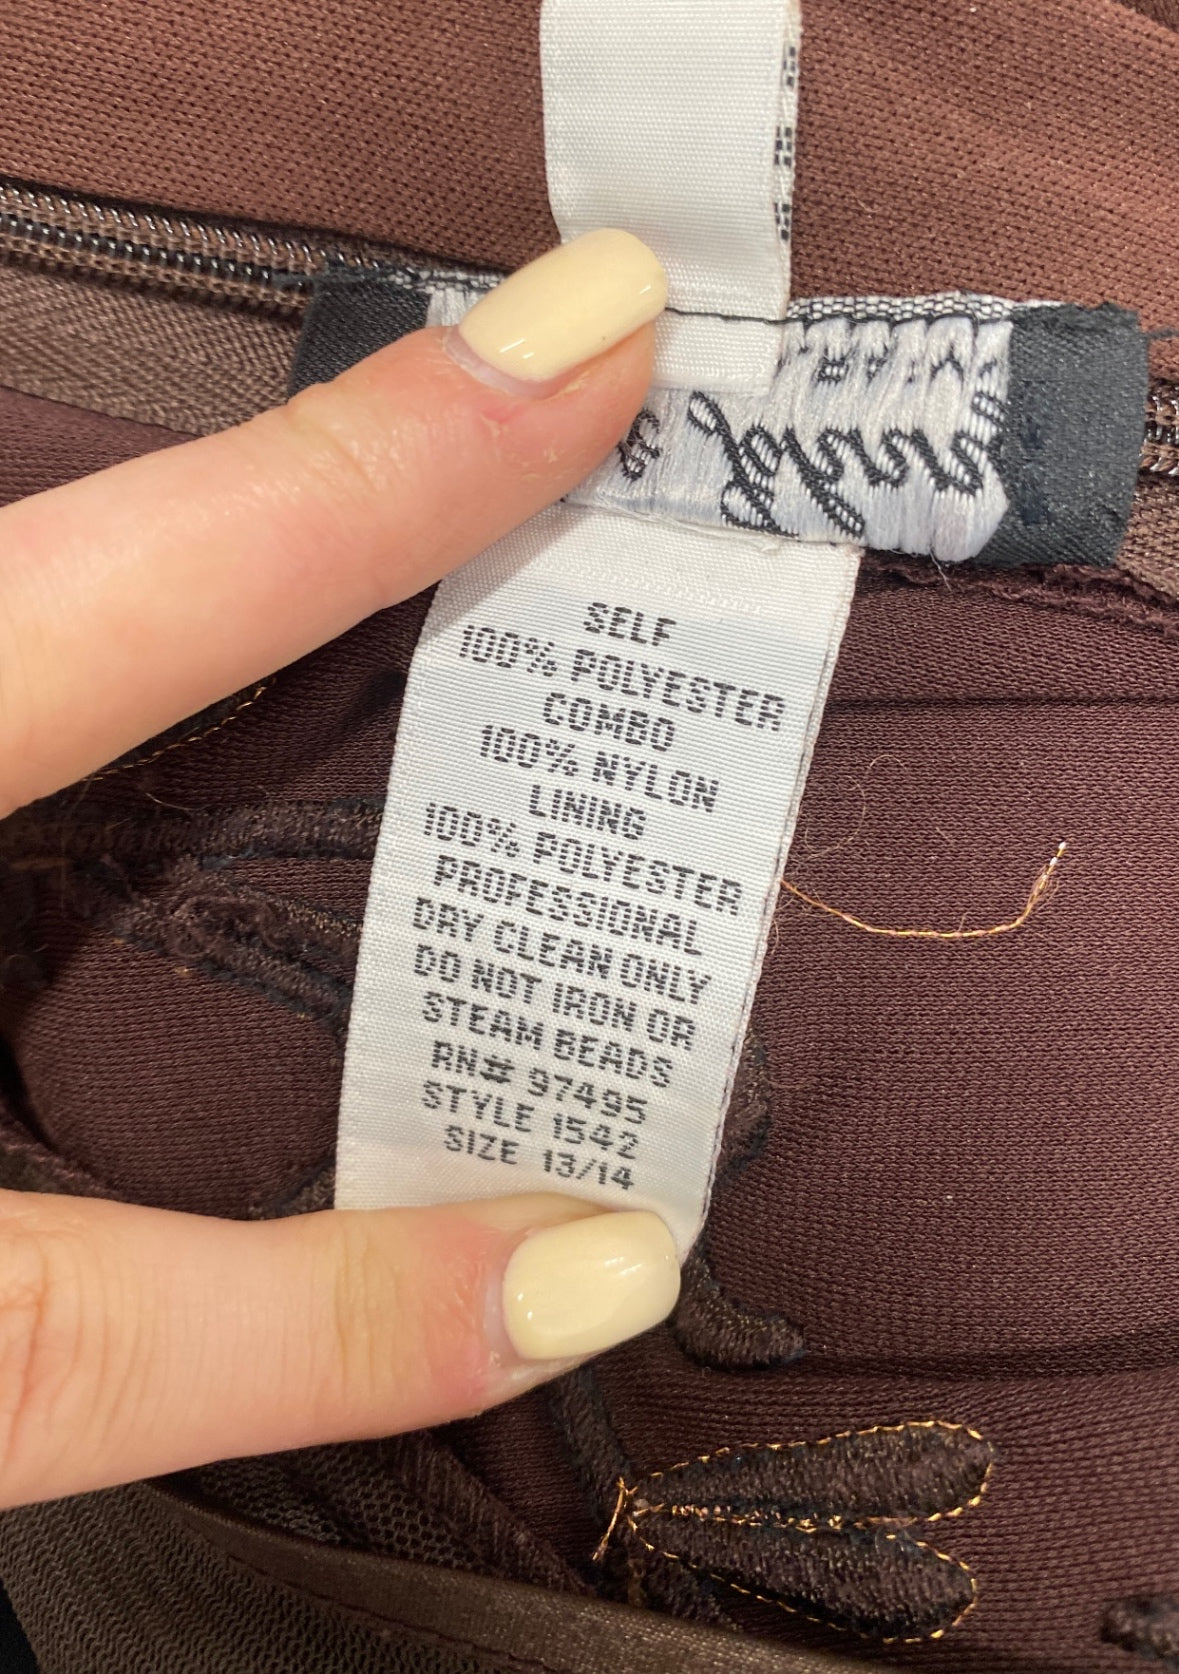 SELF
100% POLYESTER
COMBO
100% NYLON
LINING
100% POLYESTER
PROFESSIONAL
DRY CLEAN ONLY
DO NOT IRON OR
STEAM BEADS
RN# 97495
STYLE 1542
SIZE 13/14